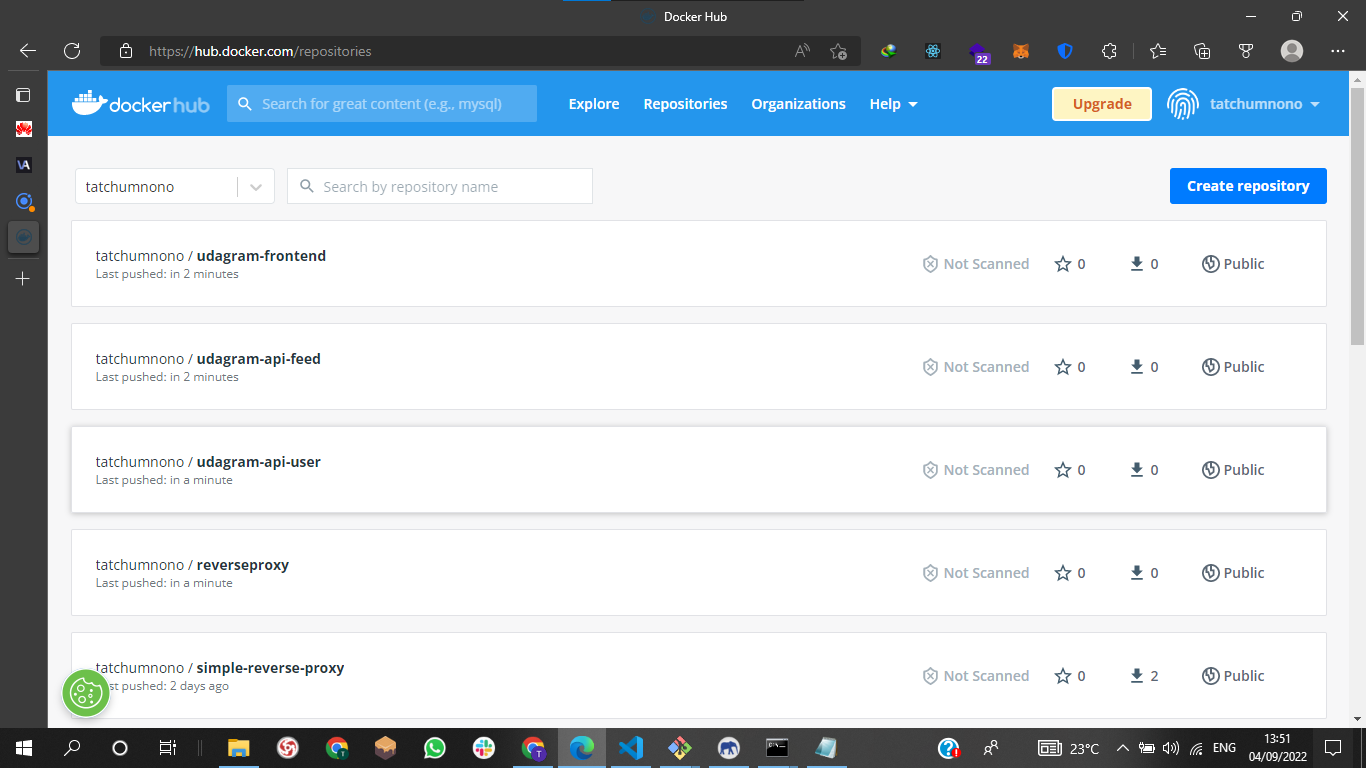 Docker Hub
https://hub.docker.com/repositories
22
docker hub
Search for great content (e.g., mysql)
Explore
Repositories
Organizations
Help
Upgrade
tatchumnono
tatchumnono
Search by repository name
Create repository
tatchumnono / udagram-frontend
Last pushed: in 2 minutes
Not Scanned
0
0
Public
tatchumnono / udagram-api-feed
Last pushed: in 2 minutes
Not Scanned
0
0
Public
tatchumnono / udagram-api-user
Last pushed: in a minute
Not Scanned
0
0
Public
tatchumnono / reverseproxy
Last pushed: in a minute
Not Scanned
0
0
Public
tatchumnono / simple-reverse-proxy
st pushed: 2 days ago
Not Scanned
0
2
Public
23°C
ENG
13:51
04/09/2022